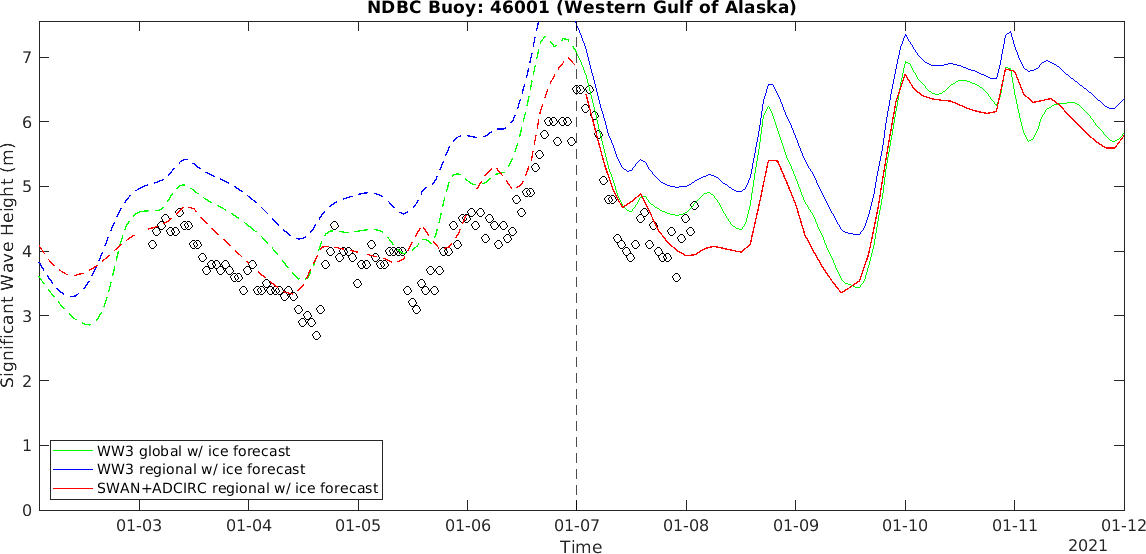 NDBC Buoy: 46001 (Western Gulf of Alaska)
Significant Wave Height (m)
7
6
5
4
3
2
1
0
WW3 global w/ ice forecast
WW3 regional w/ ice forecast
SWAN+ADCIRC regional w/ ice forecast
01-03 01-04 01-05 01-06 01-07 01-08 01-09 01-10 01-11 01-12
Time
2021